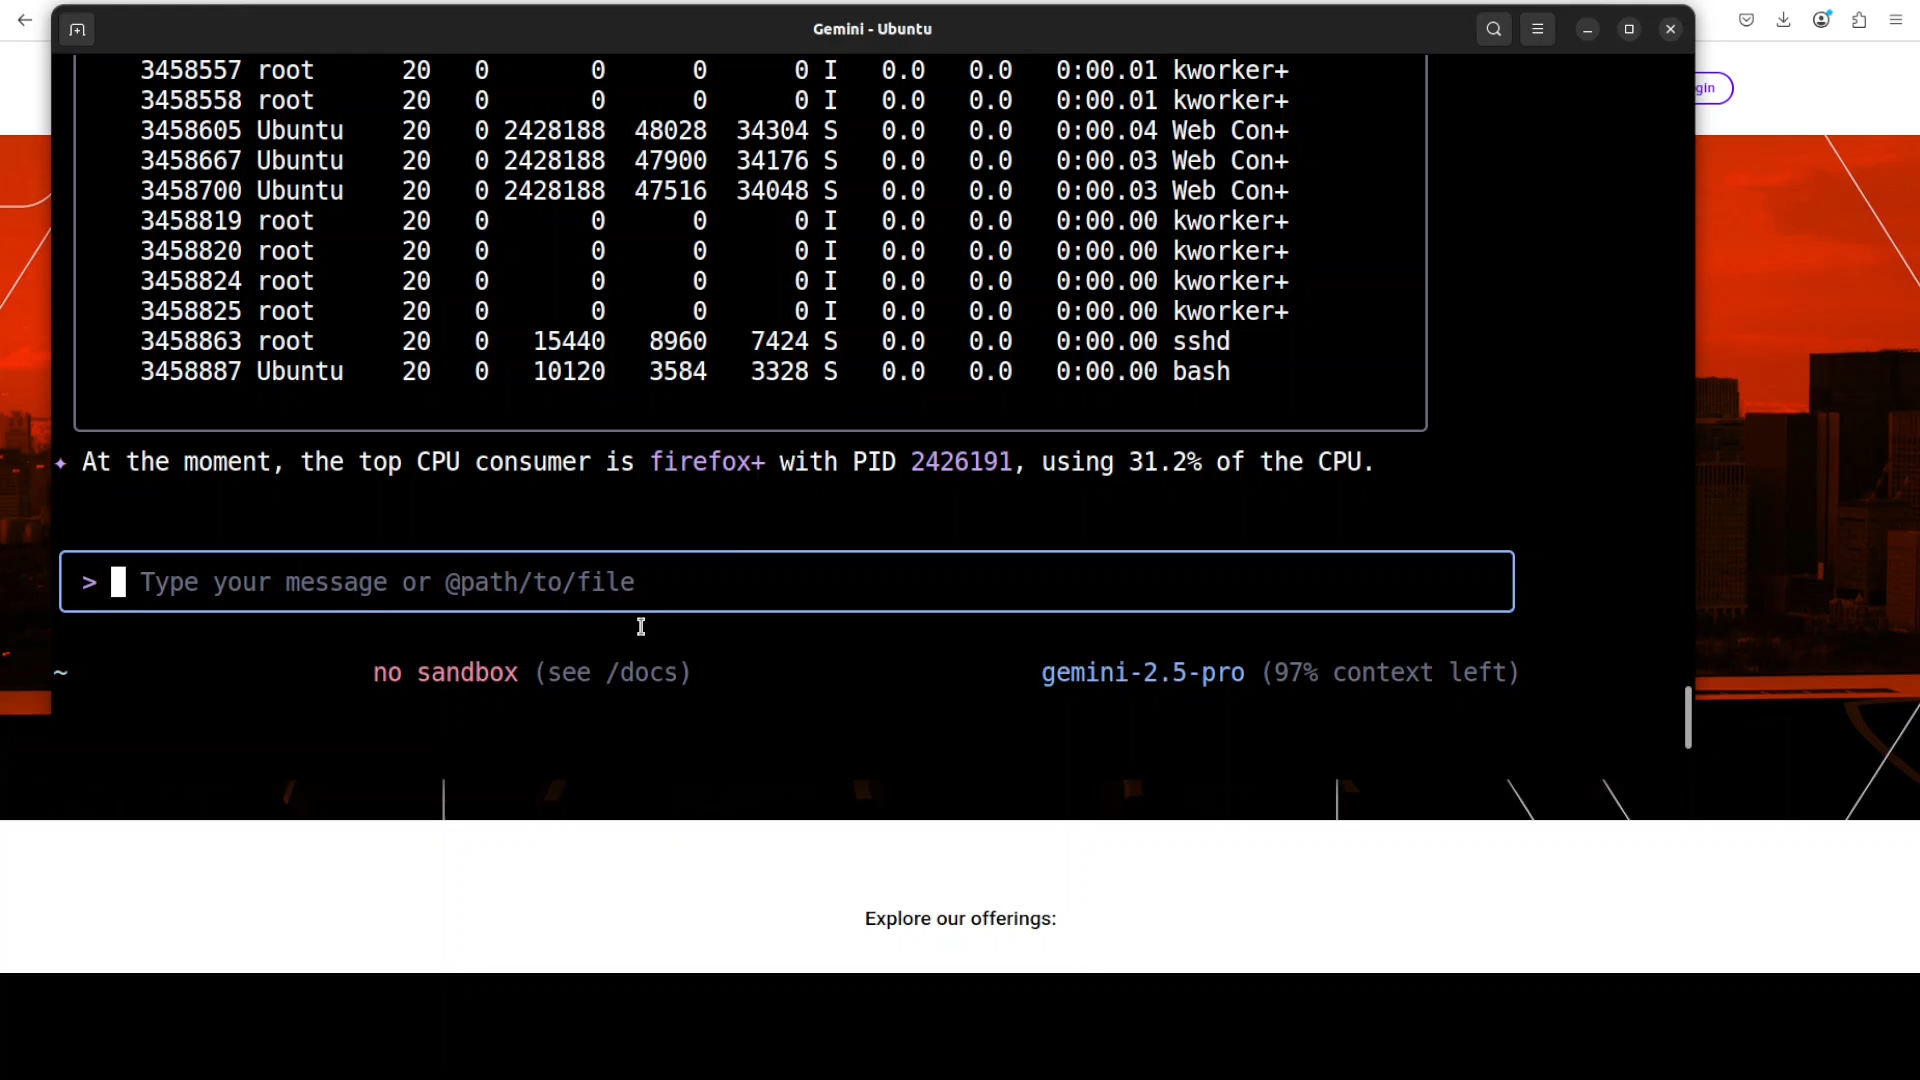 Gemini - Ubuntu
gin
3458557 root 20 0 0 0 0 I 0.0 0.0 0:00.01 kworker+
3458558 root 20 0 0 0 0 I 0.0 0.0 0:00.01 kworker+
3458605 Ubuntu 20 0 2428188 48028 34304 S 0.0 0.0 0:00.04 Web Con+
3458667 Ubuntu 20 0 2428188 47900 34176 S 0.0 0.0 0:00.03 Web Con+
3458700 Ubuntu 20 0 2428188 47516 34048 S 0.0 0.0 0:00.03 Web Con+
3458819 root 20 0 0 0 0 I 0.0 0.0 0:00.00 kworker+
3458820 root 20 0 0 0 0 I 0.0 0.0 0:00.00 kworker+
3458824 root 20 0 0 0 0 I 0.0 0.0 0:00.00 kworker+
3458825 root 20 0 0 0 0 I 0.0 0.0 0:00.00 kworker+
3458863 root 20 0 15440 8960 7424 S 0.0 0.0 0:00.00 sshd
3458887 Ubuntu 20 0 10120 3584 3328 S 0.0 0.0 0:00.00 bash
✦ At the moment, the top CPU consumer is firefox+ with PID 2426191, using 31.2% of the CPU.
> Type your message or @path/to/file
~ no sandbox (see /docs) gemini-2.5-pro (97% context left)
Explore our offerings: